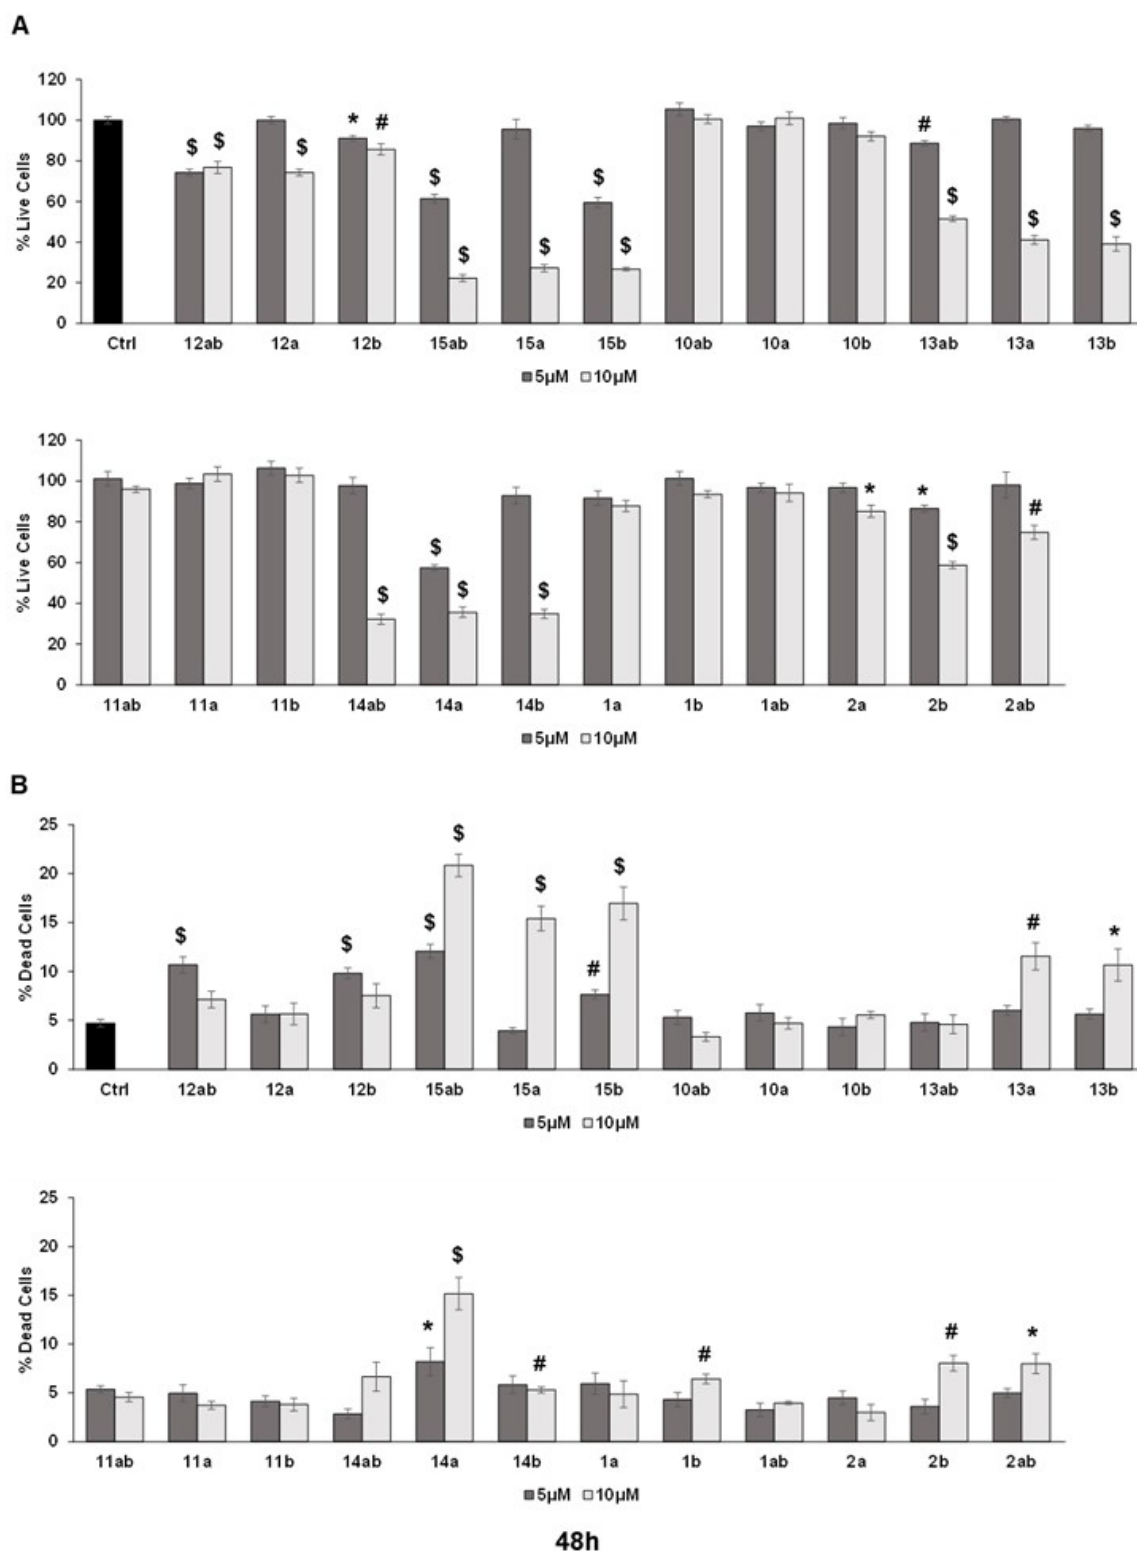 A
120
100
80
60
40
20
0
% Live Cells
$ $ $ * # $ $ $ $ $ # $ $ $
Ctrl 12ab 12a 12b 15ab 15a 15b 10ab 10a 10b 13ab 13a 13b
5µM 10µM
120
100
80
60
40
20
0
% Live Cells
$ $ $ $ * * $ #
11ab 11a 11b 14ab 14a 14b 1a 1b 1ab 2a 2b 2ab
5µM 10µM
B
25
20
15
10
5
0
% Dead Cells
$ $ $ $ $ # $ # *
Ctrl 12ab 12a 12b 15ab 15a 15b 10ab 10a 10b 13ab 13a 13b
5µM 10µM
25
20
15
10
5
0
% Dead Cells
* $ # # # *
11ab 11a 11b 14ab 14a 14b 1a 1b 1ab 2a 2b 2ab
5µM 10µM
48h